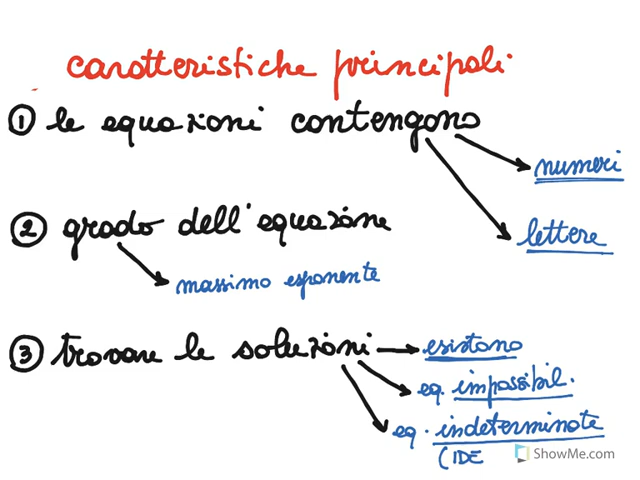 caratteristiche principali
① le equazioni contengono
numeri
lettere
② grado dell'equazione
massimo esponente
③ trovare le soluzioni
esistono
eq. impossibil.
eq. indeterminate
(IDE
ShowMe.com